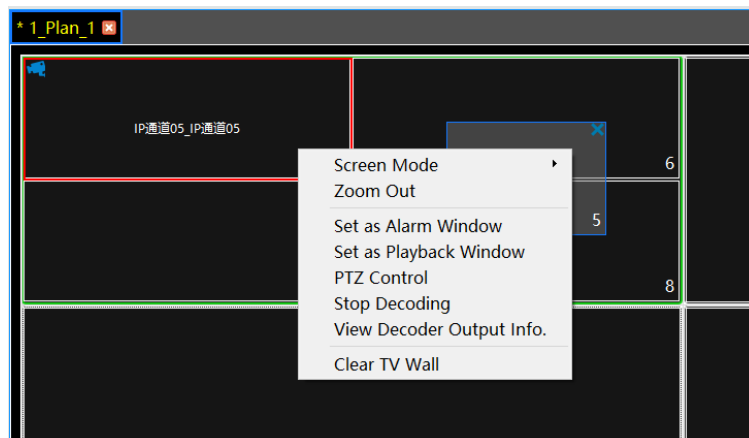 * 1_Plan_1
IP通道05_IP通道05
6
5
8
Screen Mode
Zoom Out
Set as Alarm Window
Set as Playback Window
PTZ Control
Stop Decoding
View Decoder Output Info.
Clear TV Wall